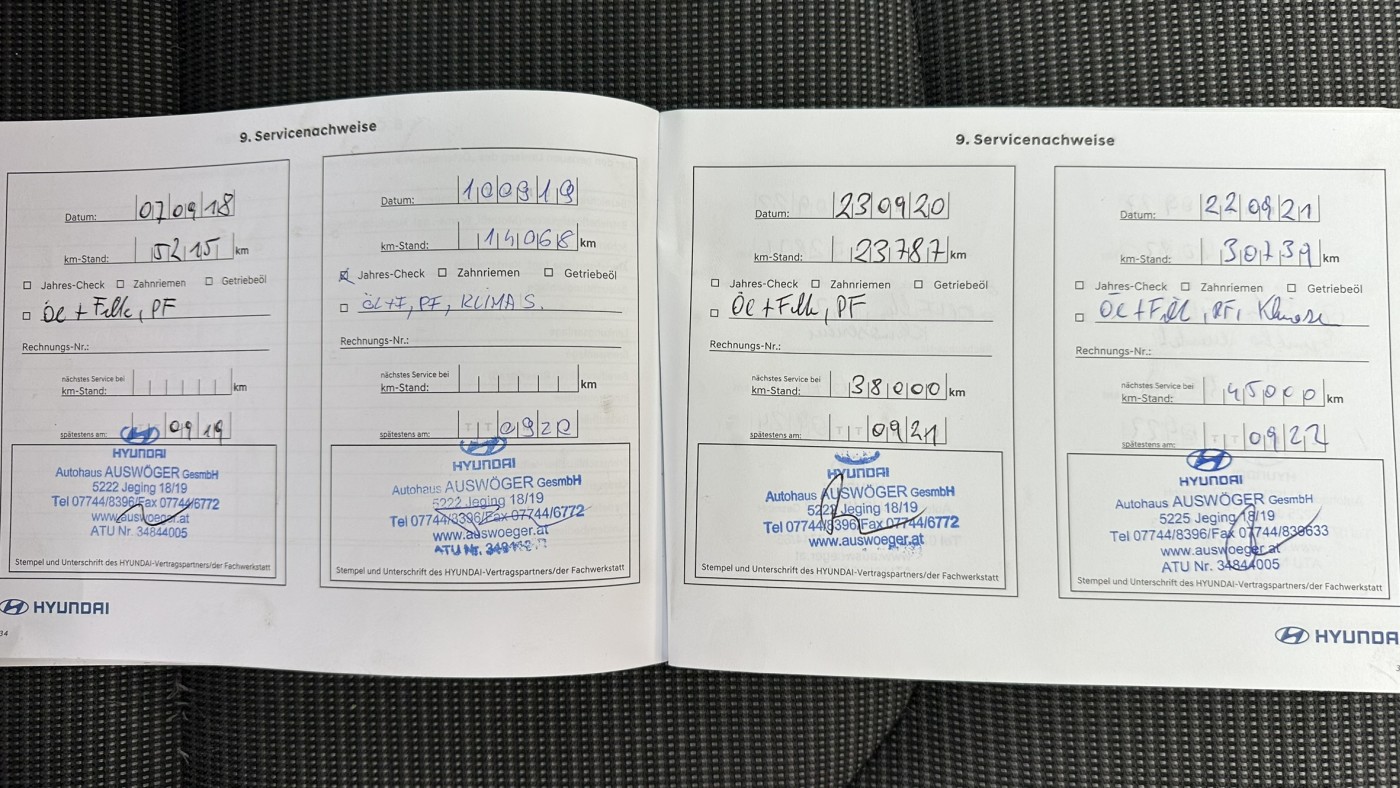 9. Servicenachweise
Datum: 07 09 18
km-Stand: 5215 km
Jahres-Check Zahnriemen Getriebeöl
Öl + Filter, PF
Rechnungs-Nr.:
nächstes Service bei
km-Stand: km
spätestens am: 09 19
HYUNDAI
Autohaus AUSWÖGER GesmbH
5222 Jeging 18/19
Tel 07744/8396/Fax 07744/6772
www.auswoeger.at
ATU Nr. 34844005
Stempel und Unterschrift des HYUNDAI-Vertragspartners/der Fachwerkstatt
Datum: 10 09 19
km-Stand: 14068 km
Jahres-Check Zahnriemen Getriebeöl
Öl+F, PF, KLIMA S.
Rechnungs-Nr.:
nächstes Service bei
km-Stand: km
spätestens am: T T 09 20
HYUNDAI
Autohaus AUSWÖGER GesmbH
5222 Jeging 18/19
Tel 07744/8396/Fax 07744/6772
www.auswoeger.at
ATU Nr.
Stempel und Unterschrift des HYUNDAI-Vertragspartners/der Fachwerkstatt
HYUNDAI
34
9. Servicenachweise
Datum: 23 09 20
km-Stand: 23787 km
Jahres-Check Zahnriemen Getriebeöl
Öl + Filter, PF
Rechnungs-Nr.:
nächstes Service bei
km-Stand: 38000 km
spätestens am: T T 09 21
HYUNDAI
Autohaus AUSWÖGER GesmbH
5222 Jeging 18/19
Tel 07744/8396/Fax 07744/6772
www.auswoeger.at
Stempel und Unterschrift des HYUNDAI-Vertragspartners/der Fachwerkstatt
Datum: 22 09 21
km-Stand: 30739 km
Jahres-Check Zahnriemen Getriebeöl
Öl + Filt, PF,
Rechnungs-Nr.:
nächstes Service bei
km-Stand: 45000 km
spätestens am: T T 09 22
HYUNDAI
Autohaus AUSWÖGER GesmbH
5225 Jeging 18/19
Tel 07744/8396/Fax 07744/839633
www.auswoeger.at
ATU Nr. 34844005
Stempel und Unterschrift des HYUNDAI-Vertragspartners/der Fachwerkstatt
HYUNDA